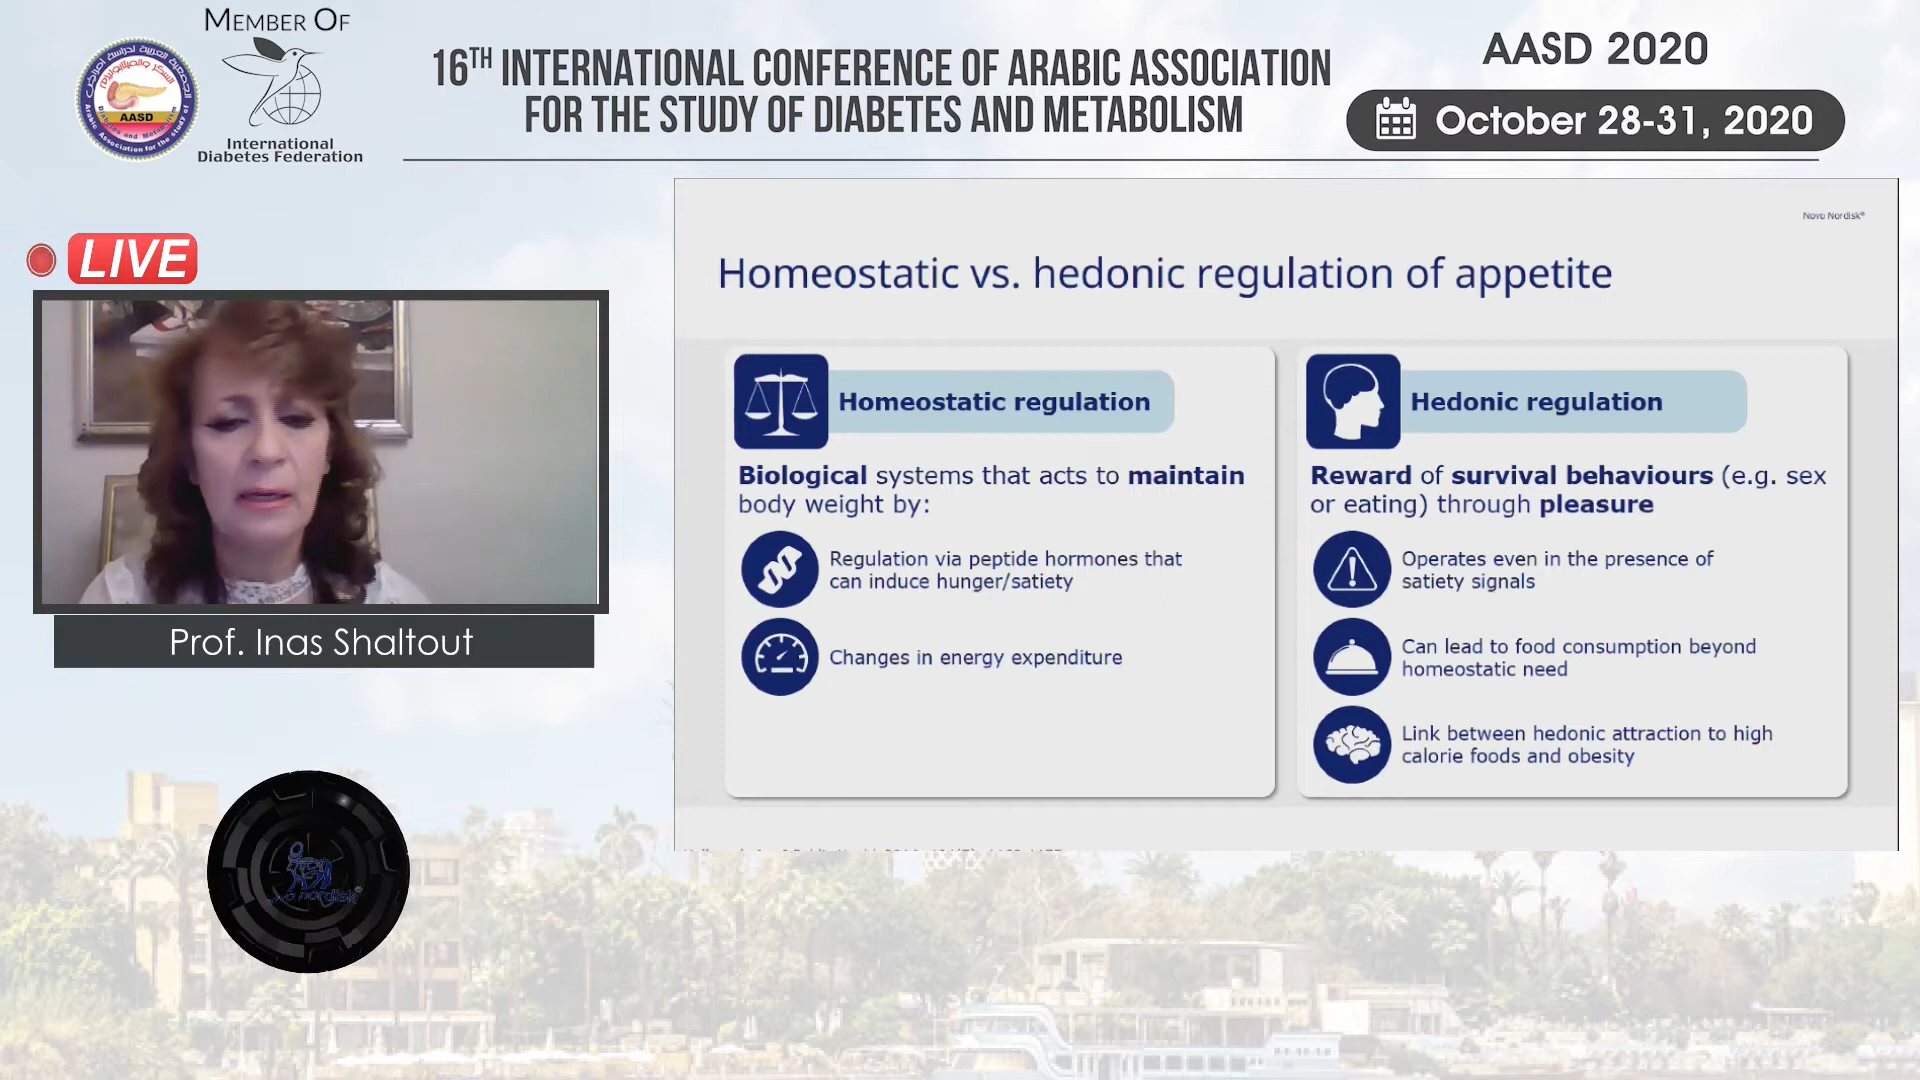 MEMBER OF
International
Diabetes Federation
AASD
16TH INTERNATIONAL CONFERENCE OF ARABIC ASSOCIATION
FOR THE STUDY OF DIABETES AND METABOLISM
AASD 2020
October 28-31, 2020
LIVE
Prof. Inas Shaltout
Novo Nordisk®
Homeostatic vs. hedonic regulation of appetite
Homeostatic regulation
Biological systems that acts to maintain
body weight by:
Regulation via peptide hormones that
can induce hunger/satiety
Changes in energy expenditure
Hedonic regulation
Reward of survival behaviours (e.g. sex
or eating) through pleasure
Operates even in the presence of
satiety signals
Can lead to food consumption beyond
homeostatic need
Link between hedonic attraction to high
calorie foods and obesity
novo nordisk®